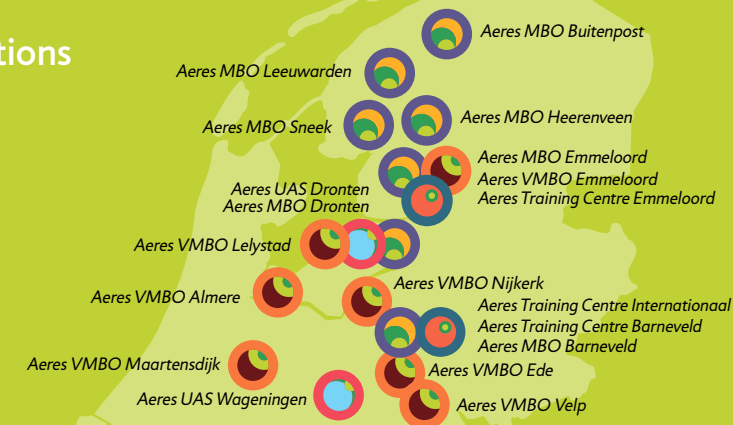 tions
Aeres MBO Buitenpost
Aeres MBO Leeuwarden
Aeres MBO Sneek
Aeres MBO Heerenveen
Aeres MBO Emmeloord
Aeres VMBO Emmeloord
Aeres Training Centre Emmeloord
Aeres UAS Dronten
Aeres MBO Dronten
Aeres VMBO Lelystad
Aeres VMBO Nijkerk
Aeres VMBO Almere
Aeres Training Centre Internationaal
Aeres Training Centre Barneveld
Aeres MBO Barneveld
Aeres VMBO Maartensdijk
Aeres VMBO Ede
Aeres UAS Wageningen
Aeres VMBO Velp